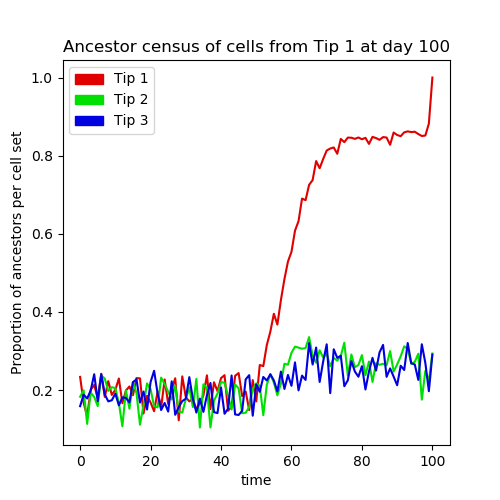 Ancestor census of cells from Tip 1 at day 100
Tip 1
Tip 2
Tip 3
Proportion of ancestors per cell set
1.0
0.8
0.6
0.4
0.2
0 20 40 60 80 100
time